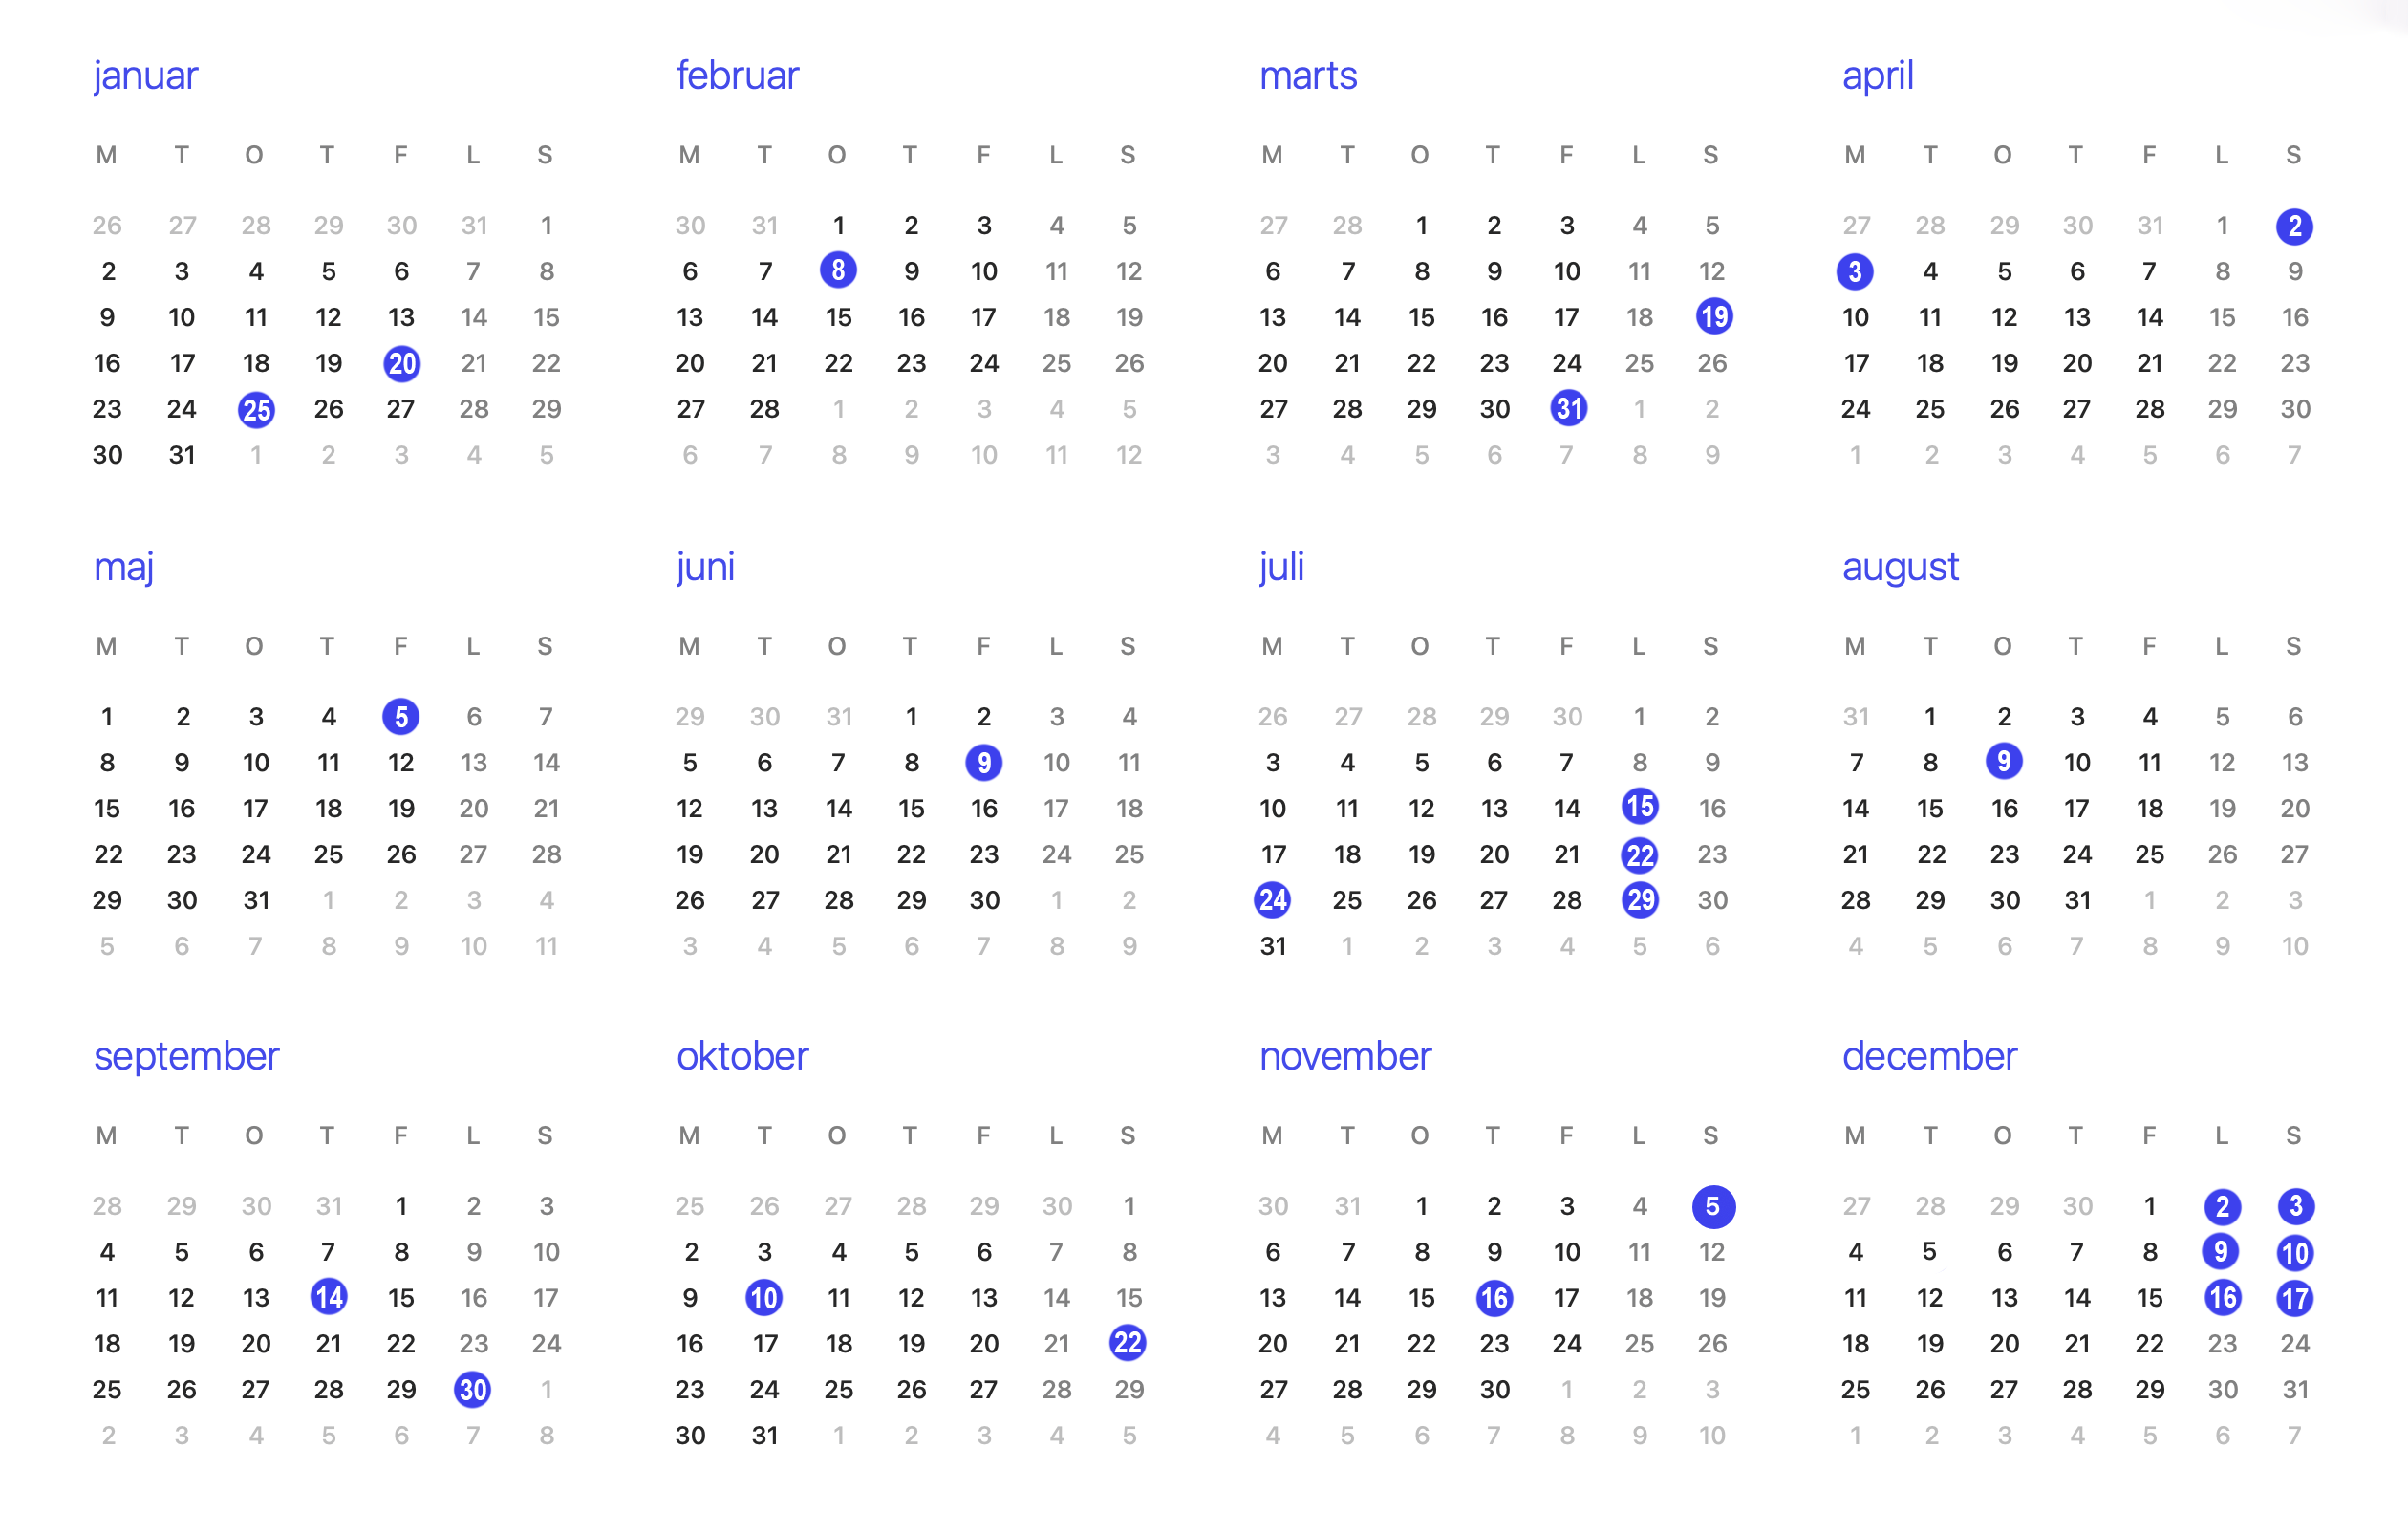 januar
M T O T F L S
26 27 28 29 30 31 1
2 3 4 5 6 7 8
9 10 11 12 13 14 15
16 17 18 19 20 21 22
23 24 25 26 27 28 29
30 31 1 2 3 4 5
februar
M T O T F L S
30 31 1 2 3 4 5
6 7 8 9 10 11 12
13 14 15 16 17 18 19
20 21 22 23 24 25 26
27 28 1 2 3 4 5
6 7 8 9 10 11 12
marts
M T O T F L S
27 28 1 2 3 4 5
6 7 8 9 10 11 12
13 14 15 16 17 18 19
20 21 22 23 24 25 26
27 28 29 30 31 1 2
3 4 5 6 7 8 9
april
M T O T F L S
27 28 29 30 31 1 2
3 4 5 6 7 8 9
10 11 12 13 14 15 16
17 18 19 20 21 22 23
24 25 26 27 28 29 30
1 2 3 4 5 6 7
maj
M T O T F L S
1 2 3 4 5 6 7
8 9 10 11 12 13 14
15 16 17 18 19 20 21
22 23 24 25 26 27 28
29 30 31 1 2 3 4
5 6 7 8 9 10 11
juni
M T O T F L S
29 30 31 1 2 3 4
5 6 7 8 9 10 11
12 13 14 15 16 17 18
19 20 21 22 23 24 25
26 27 28 29 30 1 2
3 4 5 6 7 8 9
juli
M T O T F L S
26 27 28 29 30 1 2
3 4 5 6 7 8 9
10 11 12 13 14 15 16
17 18 19 20 21 22 23
24 25 26 27 28 29 30
31 1 2 3 4 5 6
august
M T O T F L S
31 1 2 3 4 5 6
7 8 9 10 11 12 13
14 15 16 17 18 19 20
21 22 23 24 25 26 27
28 29 30 31 1 2 3
4 5 6 7 8 9 10
september
M T O T F L S
28 29 30 31 1 2 3
4 5 6 7 8 9 10
11 12 13 14 15 16 17
18 19 20 21 22 23 24
25 26 27 28 29 30 1
2 3 4 5 6 7 8
oktober
M T O T F L S
25 26 27 28 29 30 1
2 3 4 5 6 7 8
9 10 11 12 13 14 15
16 17 18 19 20 21 22
23 24 25 26 27 28 29
30 31 1 2 3 4 5
november
M T O T F L S
30 31 1 2 3 4 5
6 7 8 9 10 11 12
13 14 15 16 17 18 19
20 21 22 23 24 25 26
27 28 29 30 1 2 3
4 5 6 7 8 9 10
december
M T O T F L S
27 28 29 30 1 2 3
4 5 6 7 8 9 10
11 12 13 14 15 16 17
18 19 20 21 22 23 24
25 26 27 28 29 30 31
1 2 3 4 5 6 7